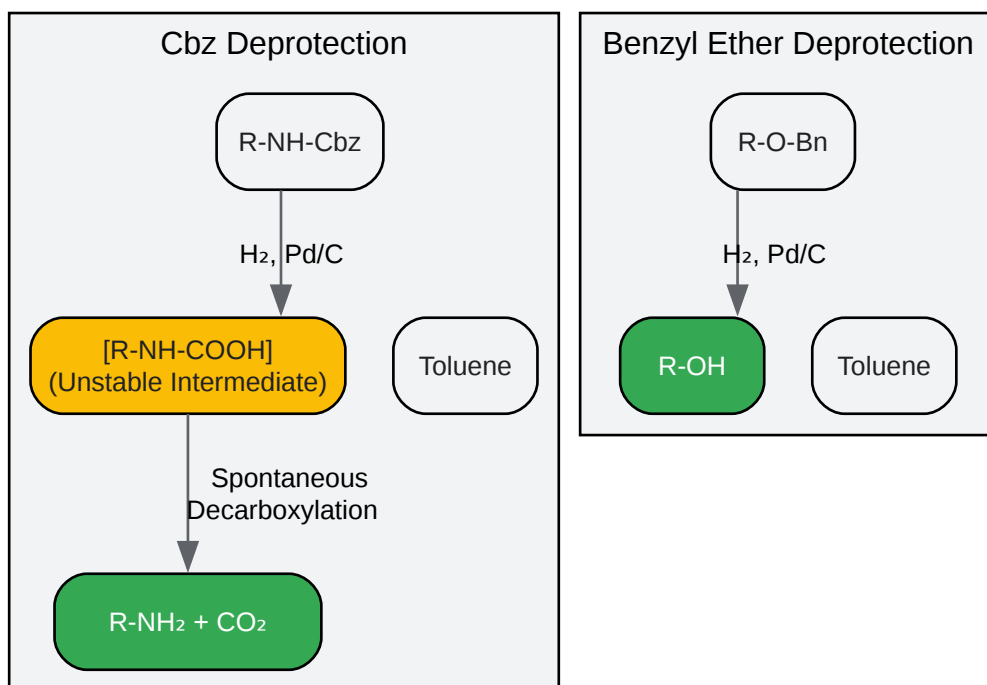 Cbz Deprotection
R-NH-Cbz
H₂, Pd/C
[R-NH-COOH]
(Unstable Intermediate)
Toluene
Spontaneous
Decarboxylation
R-NH₂ + CO₂
Benzyl Ether Deprotection
R-O-Bn
H₂, Pd/C
R-OH
Toluene